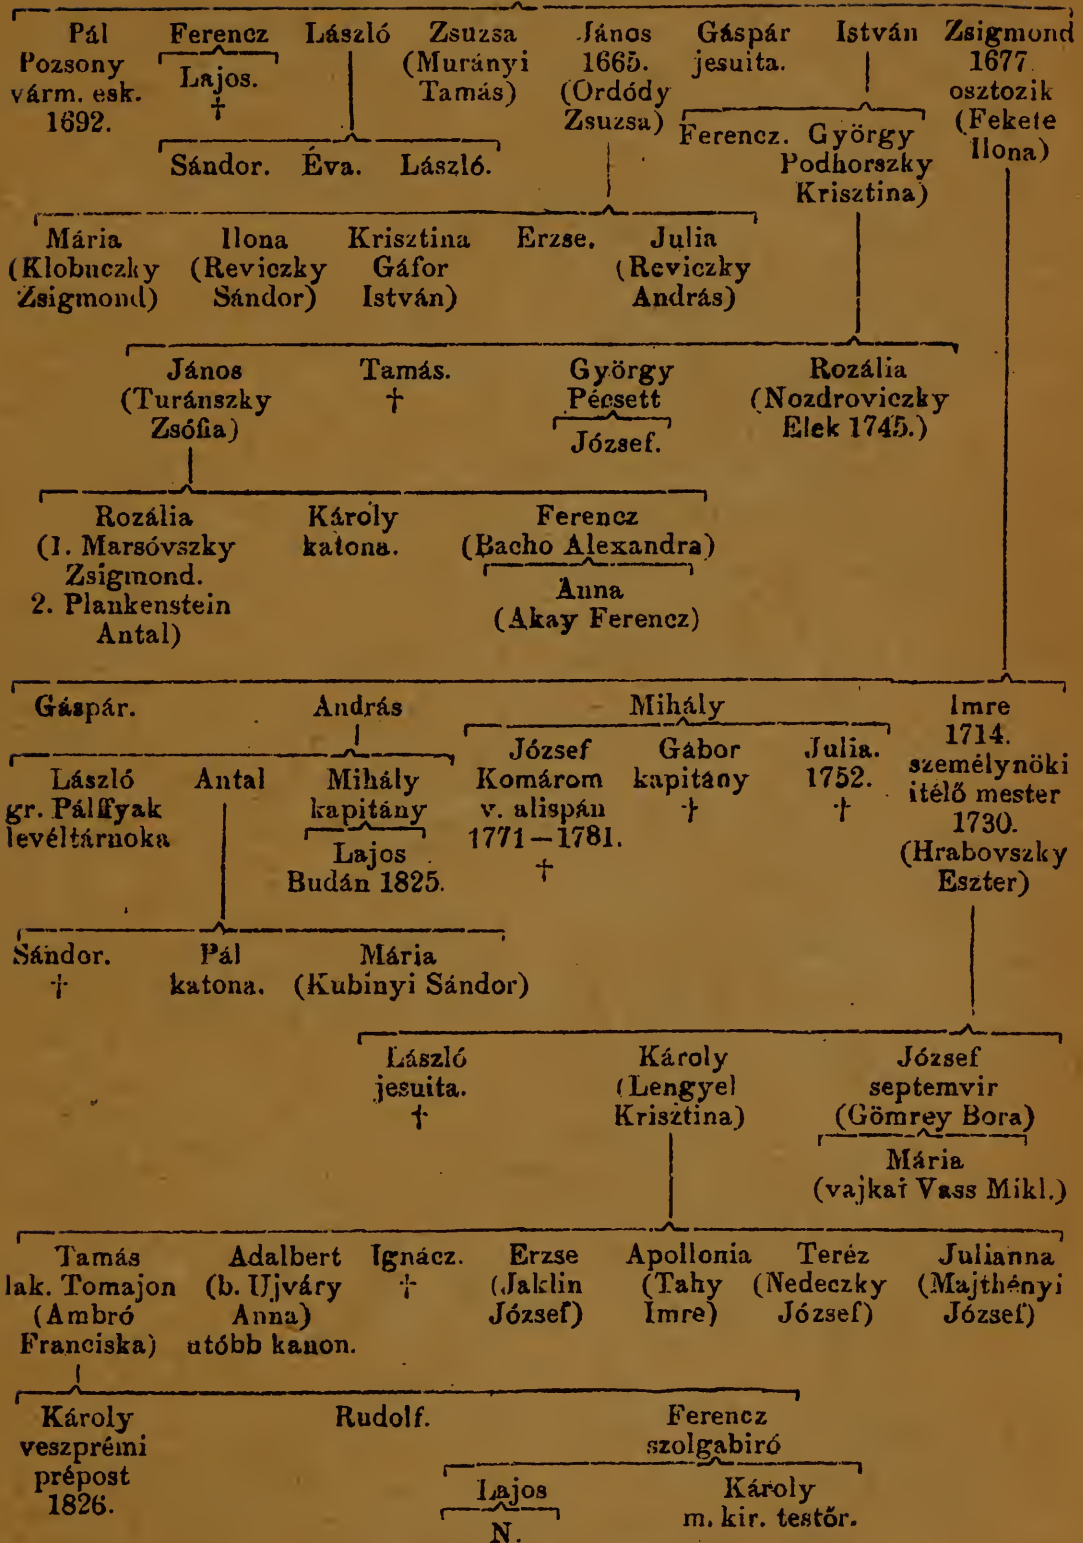 Pál
Pozsony
várm. esk.
1692.
Ferencz
Lajos.
†
László
Zsuzsa
(Murányi
Tamás)
János
1665.
(Ordódy
Zsuzsa)
Gáspár
jesuita.
István
Zsigmond
1677.
osztozik
(Fekete
Ilona)
Sándor. Éva. László.
Ferencz. György
Podhorszky
Krisztina)
Mária
(Klobuczky
Zsigmond)
Ilona
(Reviczky
Sándor)
Krisztina
Gáfor
István)
Erzse.
Julia
(Reviczky
András)
János
(Turánszky
Zsófia)
Tamás.
†
György
Pécsett
József.
Rozália
(Nozdroviczky
Elek 1745.)
Rozália
(1. Marsóvszky
Zsigmond.
2. Plankenstein
Antal)
Károly
katona.
Ferencz
(Bacho Alexandra)
Anna
(Akay Ferencz)
Gáspár.
András
Mihály
Imre
1714.
személynöki
itélő mester
1730.
(Hrabovszky
Eszter)
László
gr. Pálffyak
levéltárnoka
Antal
Mihály
kapitány
Lajos
Budán 1825.
József
Komárom
v. alispán
1771–1781.
†
Gábor
kapitány
†
Julia.
1752.
†
Sándor.
†
Pál
katona.
Mária
(Kubinyi Sándor)
László
jesuita.
†
Károly
(Lengyel
Krisztina)
József
septemvir
(Gömrey Bora)
Mária
(vajkai Vass Mikl.)
Tamás
lak. Tomajon
(Ambró
Franciska)
Adalbert
(b. Ujváry
Anna)
utóbb kanon.
Ignácz.
†
Erzse
(Jaklin
József)
Apollonia
(Tahy
Imre)
Teréz
(Nedeczky
József)
Julianna
(Majthényi
József)
Károly
veszprémi
prépost
1826.
Rudolf.
Ferencz
szolgabiró
Lajos
N.
Károly
m. kir. testőr.